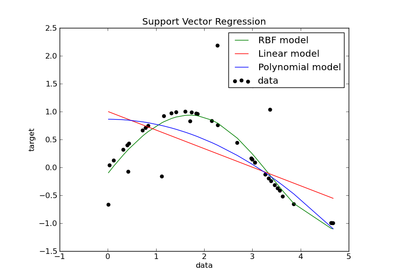 Support Vector Regression
2.5
2.0
1.5
1.0
0.5
0.0
−0.5
−1.0
−1.5
target
RBF model
Linear model
Polynomial model
data
−1 0 1 2 3 4 5
data